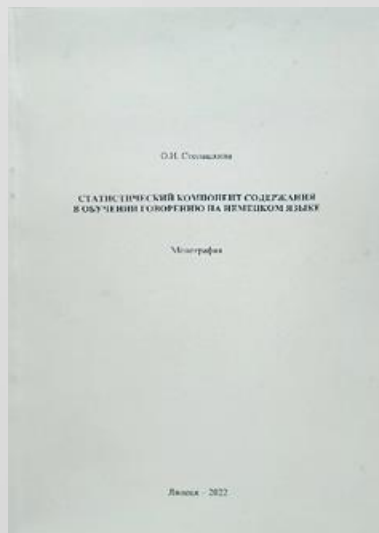 О.И.
СТАТИСТИЧЕСКИЙ КОМПОНЕНТ СОДЕРЖАНИЯ
В ОБУЧЕНИИ ГОВОРЕНИЮ НА НЕМЕЦКОМ ЯЗЫКЕ
Монография
Липецк – 2022